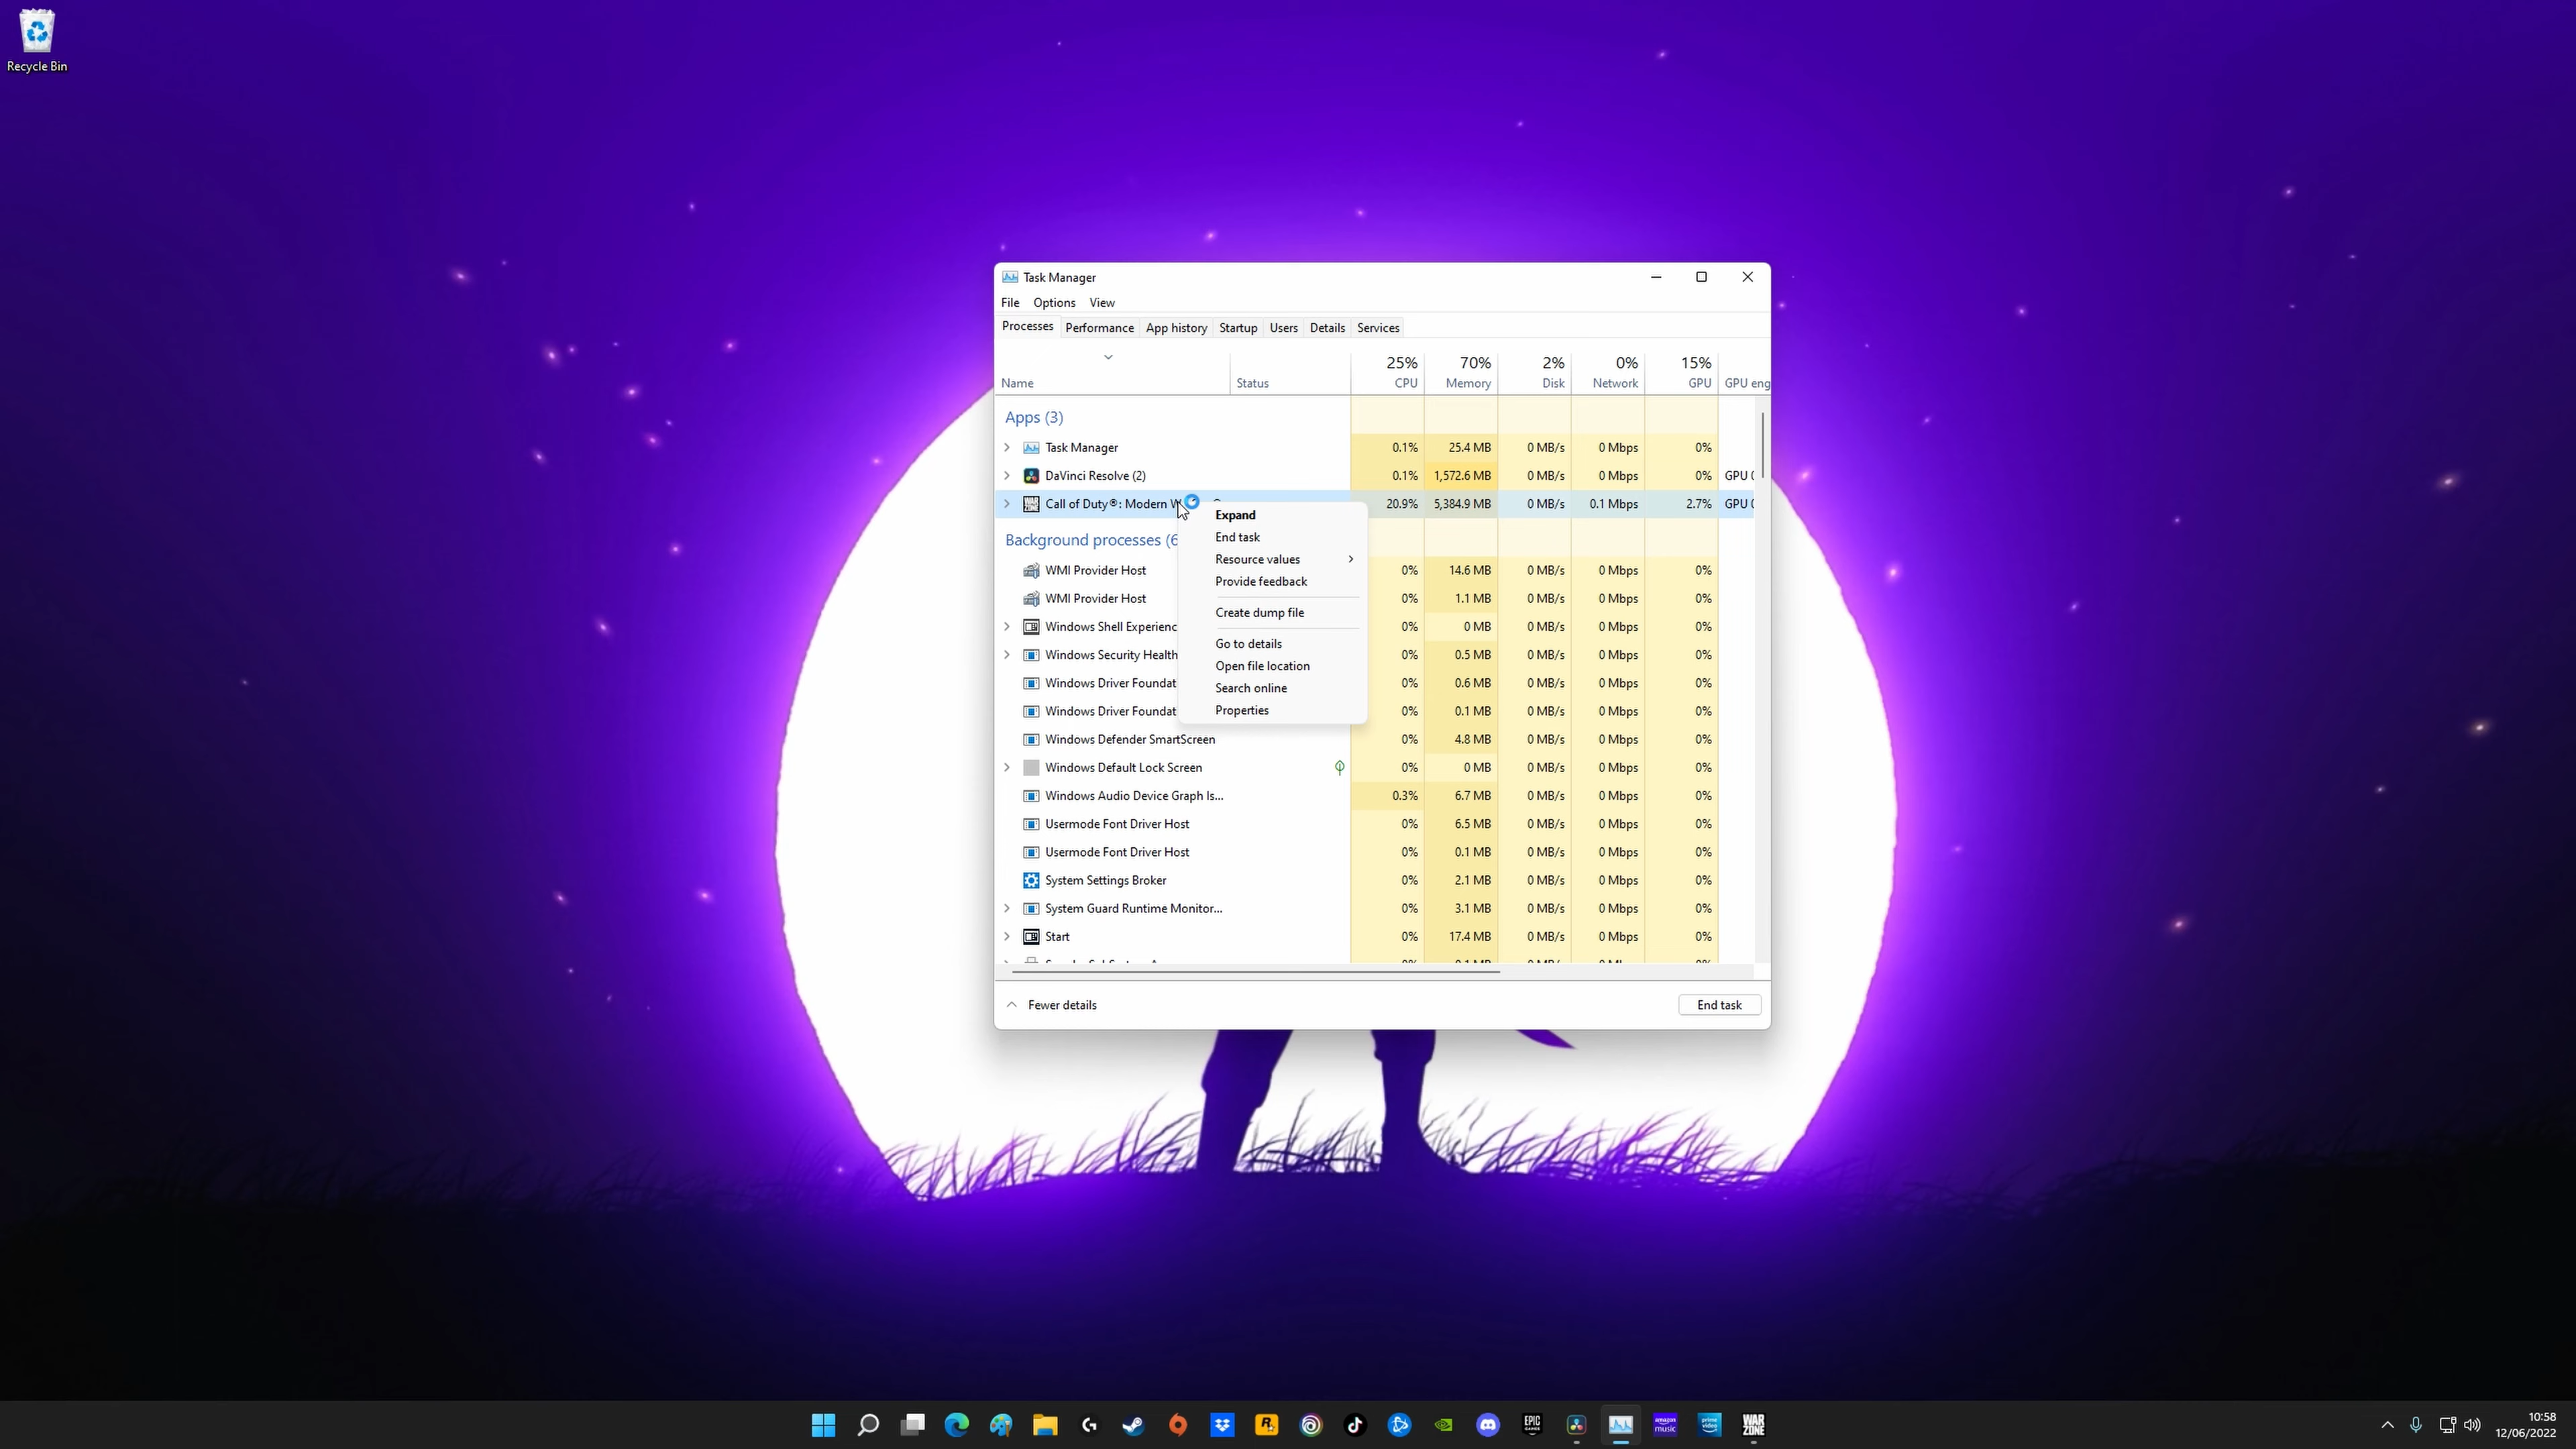 Recycle Bin
Task Manager
File Options View
Processes Performance App history Startup Users Details Services
25% 70% 2% 0% 15%
Name Status CPU Memory Disk Network GPU GPU eng
Apps (3)
Task Manager 0.1% 25.4 MB 0 MB/s 0 Mbps 0%
DaVinci Resolve (2) 0.1% 1,572.6 MB 0 MB/s 0 Mbps 0% GPU
Call of Duty®: Modern 20.9% 5,384.9 MB 0 MB/s 0.1 Mbps 2.7% GPU
Expand
End task
Resource values
Provide feedback
Create dump file
Go to details
Open file location
Search online
Properties
Background processes (6
WMI Provider Host 0% 14.6 MB 0 MB/s 0 Mbps 0%
WMI Provider Host 0% 1.1 MB 0 MB/s 0 Mbps 0%
Windows Shell Experienc 0% 0 MB 0 MB/s 0 Mbps 0%
Windows Security Health 0% 0.5 MB 0 MB/s 0 Mbps 0%
Windows Driver Foundat 0% 0.6 MB 0 MB/s 0 Mbps 0%
Windows Driver Foundat 0% 0.1 MB 0 MB/s 0 Mbps 0%
Windows Defender SmartScreen 0% 4.8 MB 0 MB/s 0 Mbps 0%
Windows Default Lock Screen 0% 0 MB 0 MB/s 0 Mbps 0%
Windows Audio Device Graph Is... 0.3% 6.7 MB 0 MB/s 0 Mbps 0%
Usermode Font Driver Host 0% 6.5 MB 0 MB/s 0 Mbps 0%
Usermode Font Driver Host 0% 0.1 MB 0 MB/s 0 Mbps 0%
System Settings Broker 0% 2.1 MB 0 MB/s 0 Mbps 0%
System Guard Runtime Monitor... 0% 3.1 MB 0 MB/s 0 Mbps 0%
Start 0% 17.4 MB 0 MB/s 0 Mbps 0%
Fewer details End task
EPIC GAMES
amazon music
prime video
WAR ZONE
10:58
12/06/2022